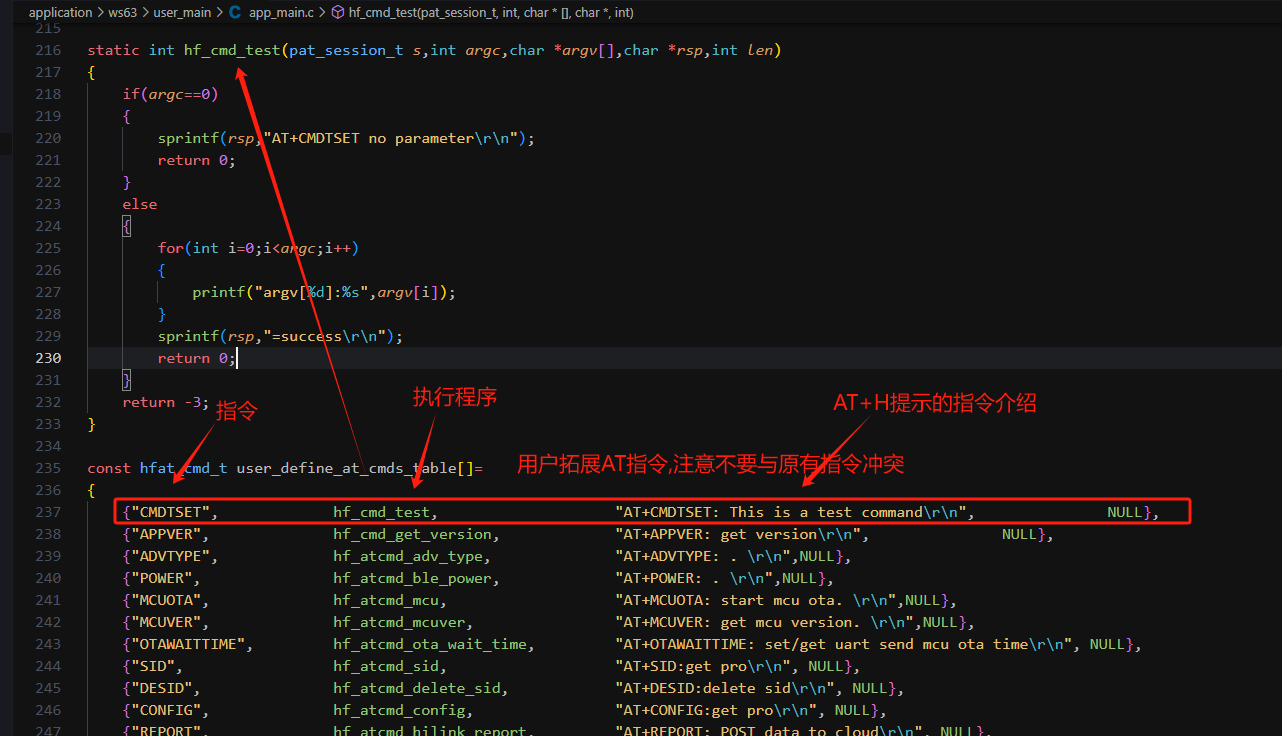 application > ws63 > user_main > C app_main.c > hf_cmd_test(pat_session_t, int, char * [], char *, int)
215
216 static int hf_cmd_test(pat_session_t s,int argc,char *argv[],char *rsp,int len)
217 {
218 if(argc==0)
219 {
220 sprintf(rsp,"AT+CMDTSET no parameter\r\n");
221 return 0;
222 }
223 else
224 {
225 for(int i=0;i<argc;i++)
226 {
227 printf("argv[%d]:%s",argv[i]);
228 }
229 sprintf(rsp,"=success\r\n");
230 return 0;
231 }
232 return -3;
指令
执行程序
AT+H提示的指令介绍
233 }
234
235 const hfat_cmd_t user_define_at_cmds_table[]=
用户拓展AT指令,注意不要与原有指令冲突
236 {
237 {"CMDTSET", hf_cmd_test, "AT+CMDTSET: This is a test command\r\n", NULL},
238 {"APPVER", hf_cmd_get_version, "AT+APPVER: get version\r\n", NULL},
239 {"ADVTYPE", hf_atcmd_adv_type, "AT+ADVTYPE: . \r\n",NULL},
240 {"POWER", hf_atcmd_ble_power, "AT+POWER: . \r\n",NULL},
241 {"MCUOTA", hf_atcmd_mcu, "AT+MCUOTA: start mcu ota. \r\n",NULL},
242 {"MCUVER", hf_atcmd_mcuver, "AT+MCUVER: get mcu version. \r\n",NULL},
243 {"OTAWAITTIME", hf_atcmd_ota_wait_time, "AT+OTAWAITTIME: set/get uart send mcu ota time\r\n", NULL},
244 {"SID", hf_atcmd_sid, "AT+SID:get pro\r\n", NULL},
245 {"DESID", hf_atcmd_delete_sid, "AT+DESID:delete sid\r\n", NULL},
246 {"CONFIG", hf_atcmd_config, "AT+CONFIG:get pro\r\n", NULL},
247 {"REPORT", hf_atcmd_hilink_report, "AT+REPORT: POST data to cloud\r\n", NULL},